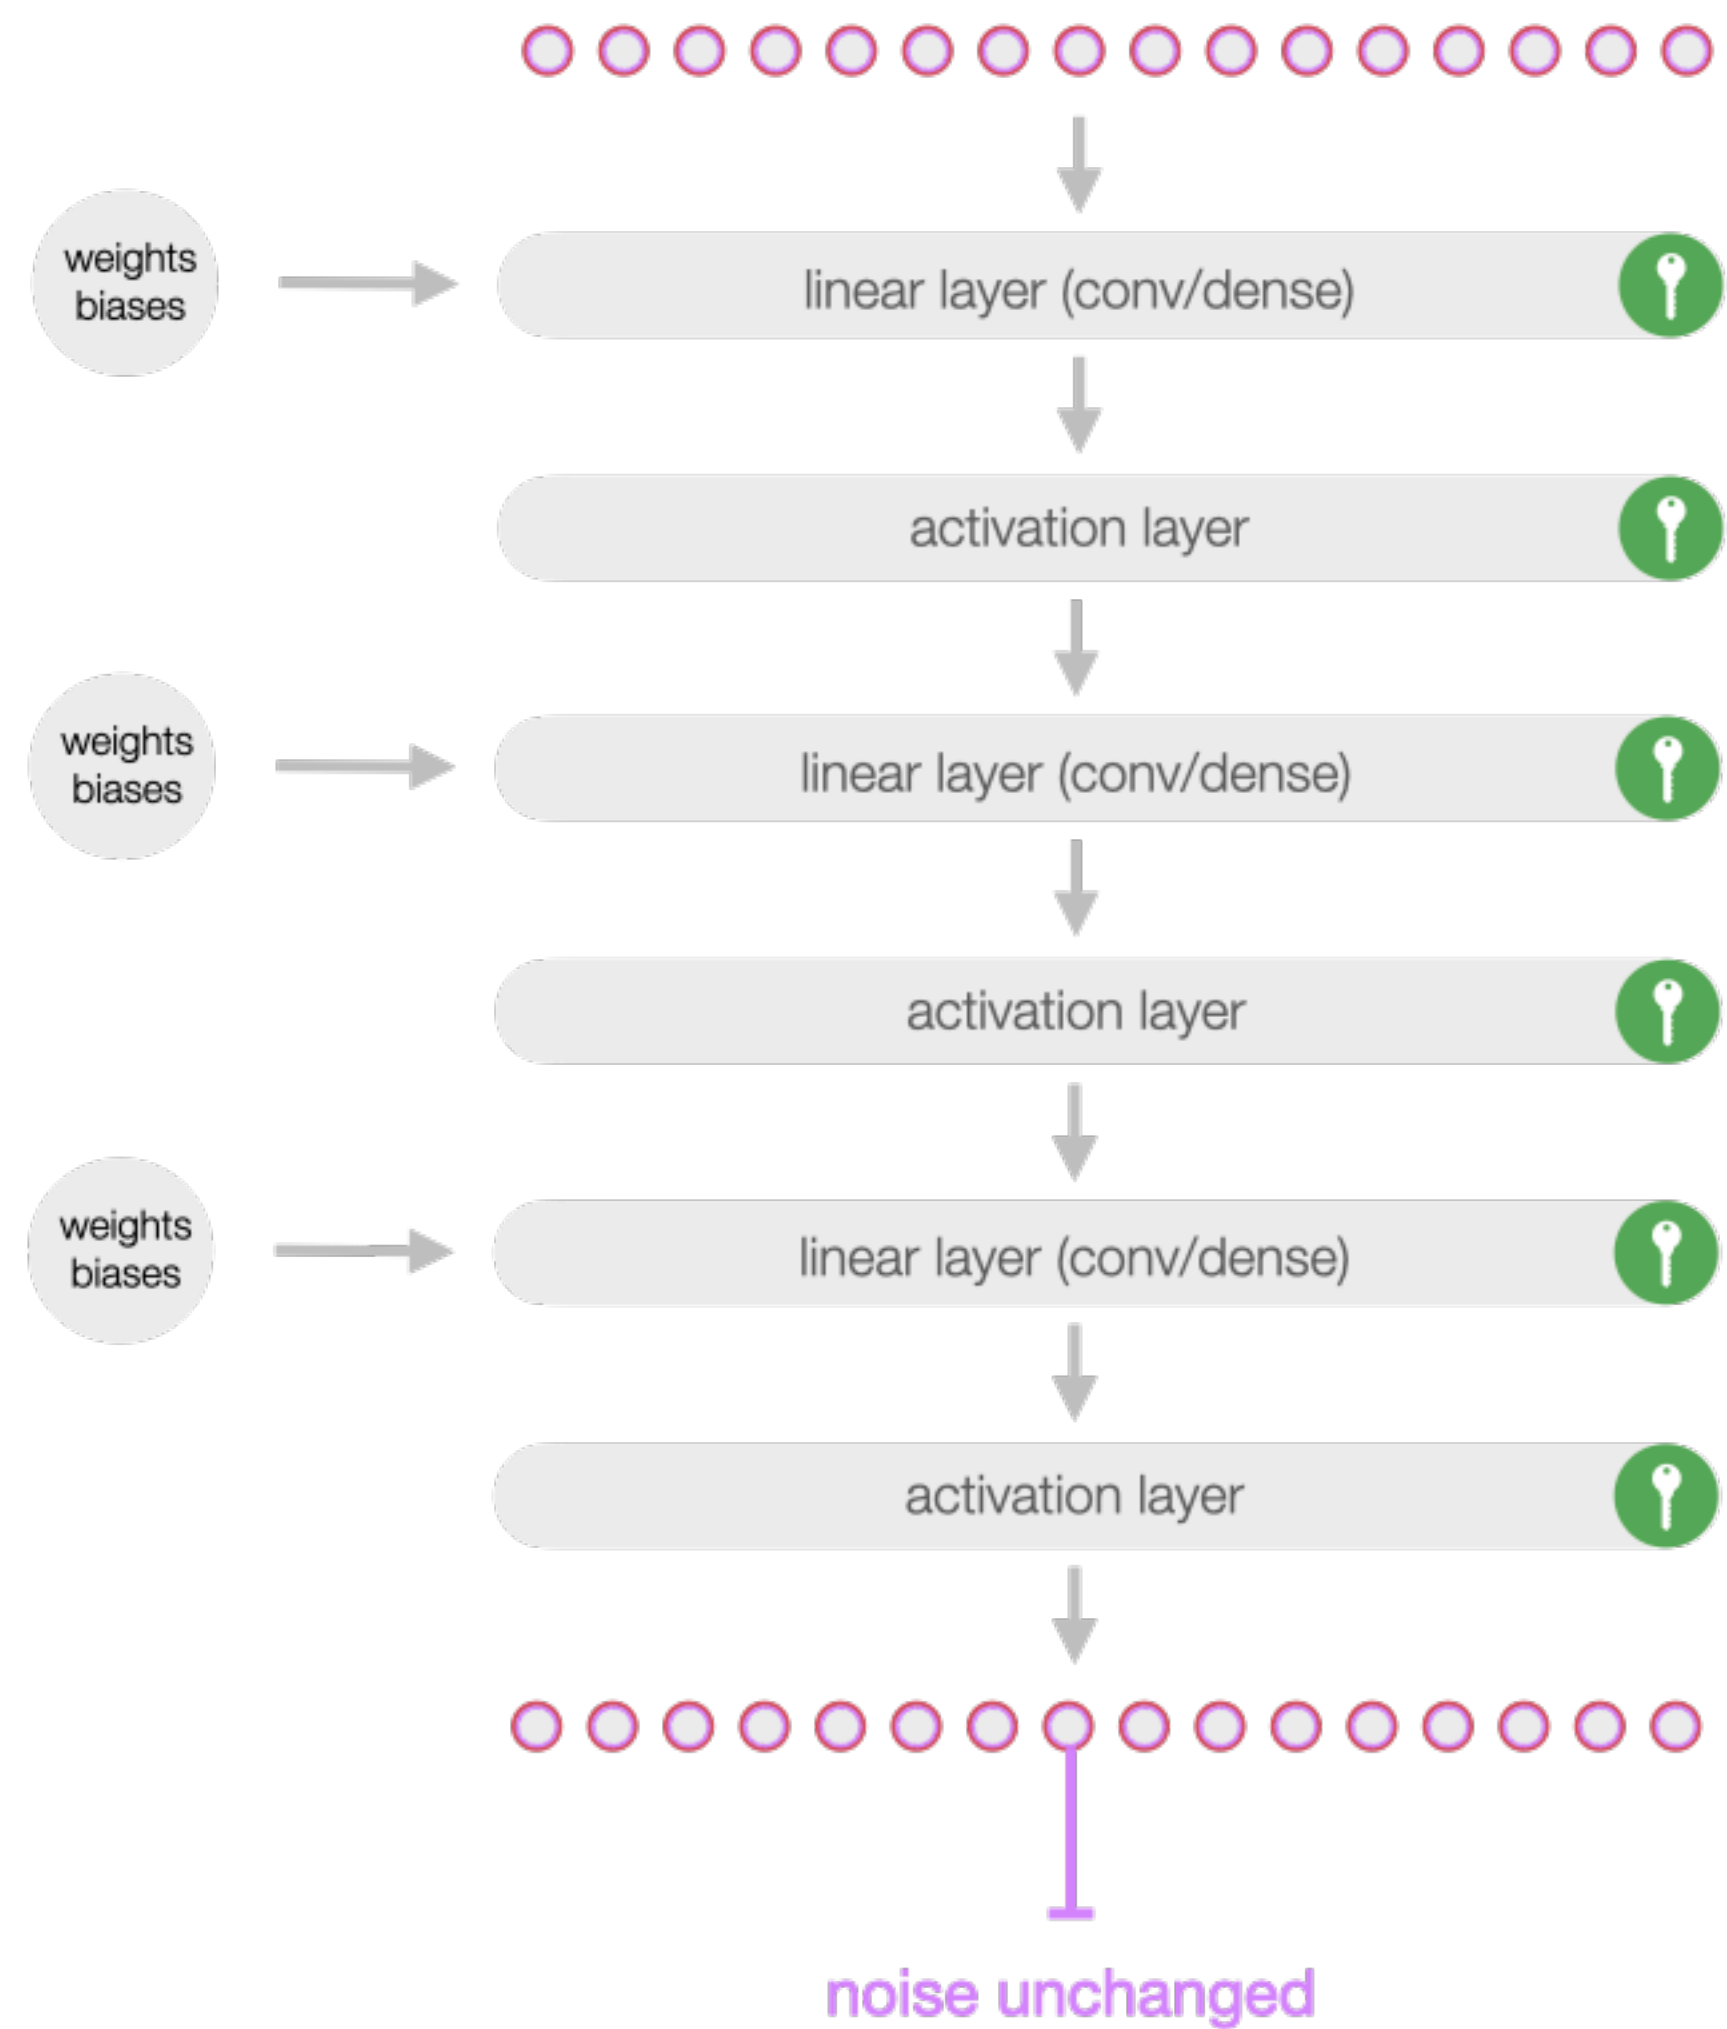 weights
biases
linear layer (conv/dense)
activation layer
weights
biases
linear layer (conv/dense)
activation layer
weights
biases
linear layer (conv/dense)
activation layer
noise unchanged